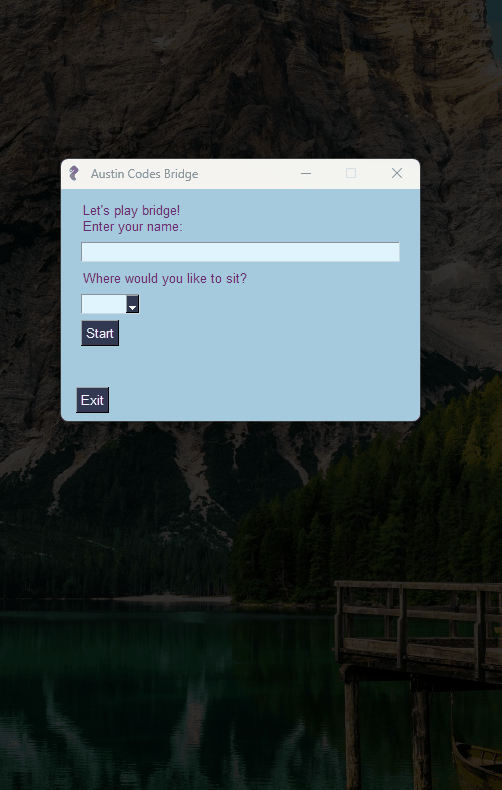 Austin Codes Bridge
Let's play bridge!
Enter your name:
Where would you like to sit?
Start
Exit